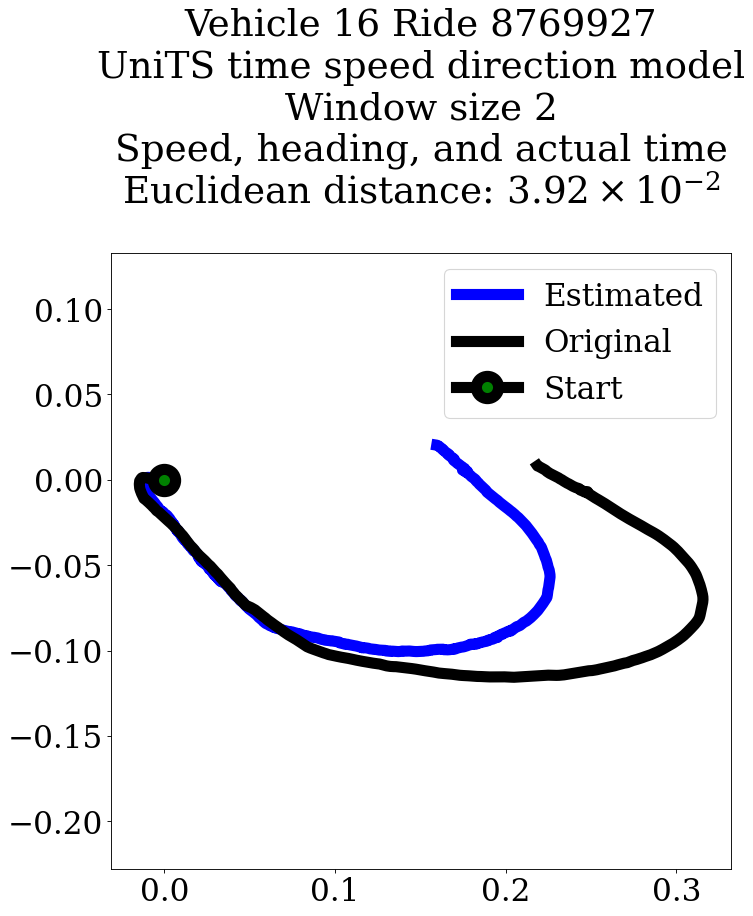 Vehicle 16 Ride 8769927
UniTS time speed direction model
Window size 2
Speed, heading, and actual time
Euclidean distance: 3.92 × 10⁻²
Estimated
Original
Start
0.10
0.05
0.00
−0.05
−0.10
−0.15
−0.20
0.0 0.1 0.2 0.3